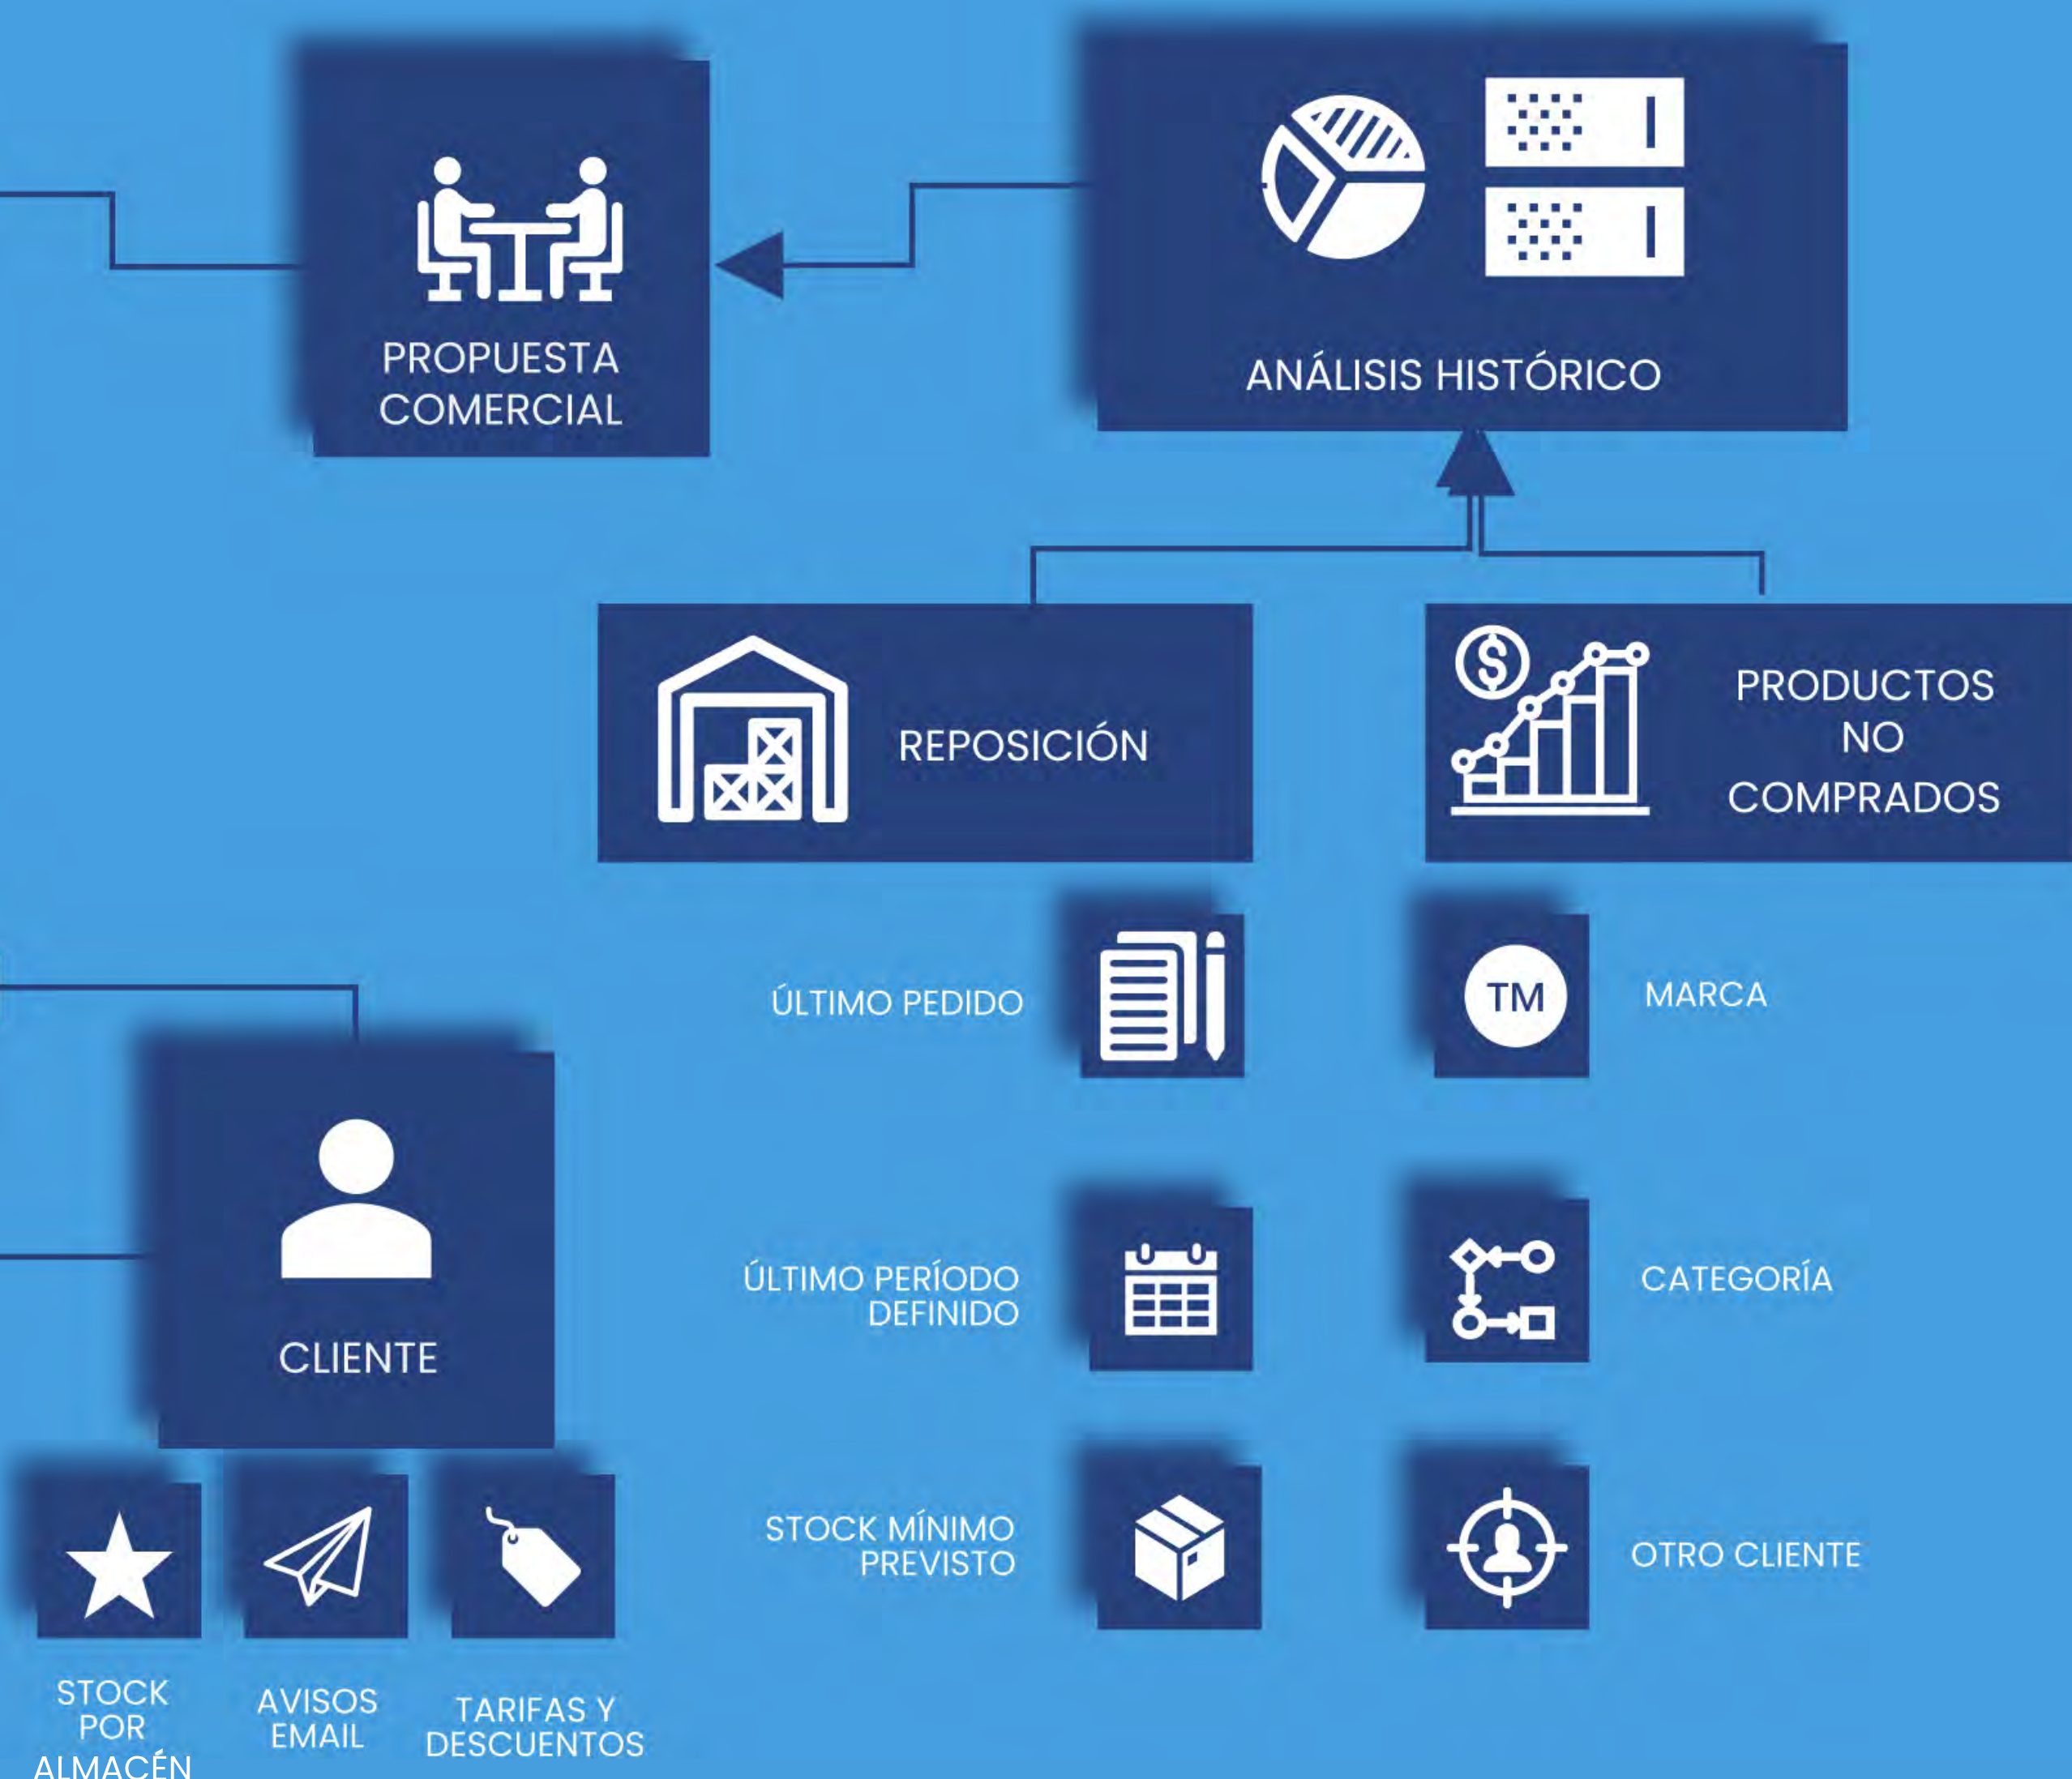 PROPUESTA
COMERCIAL
ANÁLISIS HISTÓRICO
REPOSICIÓN
PRODUCTOS
NO
COMPRADOS
ÚLTIMO PEDIDO
TM
MARCA
ÚLTIMO PERÍODO
DEFINIDO
CATEGORÍA
STOCK MÍNIMO
PREVISTO
OTRO CLIENTE
CLIENTE
STOCK
POR
ALMACÉN
AVISOS
EMAIL
TARIFAS Y
DESCUENTOS